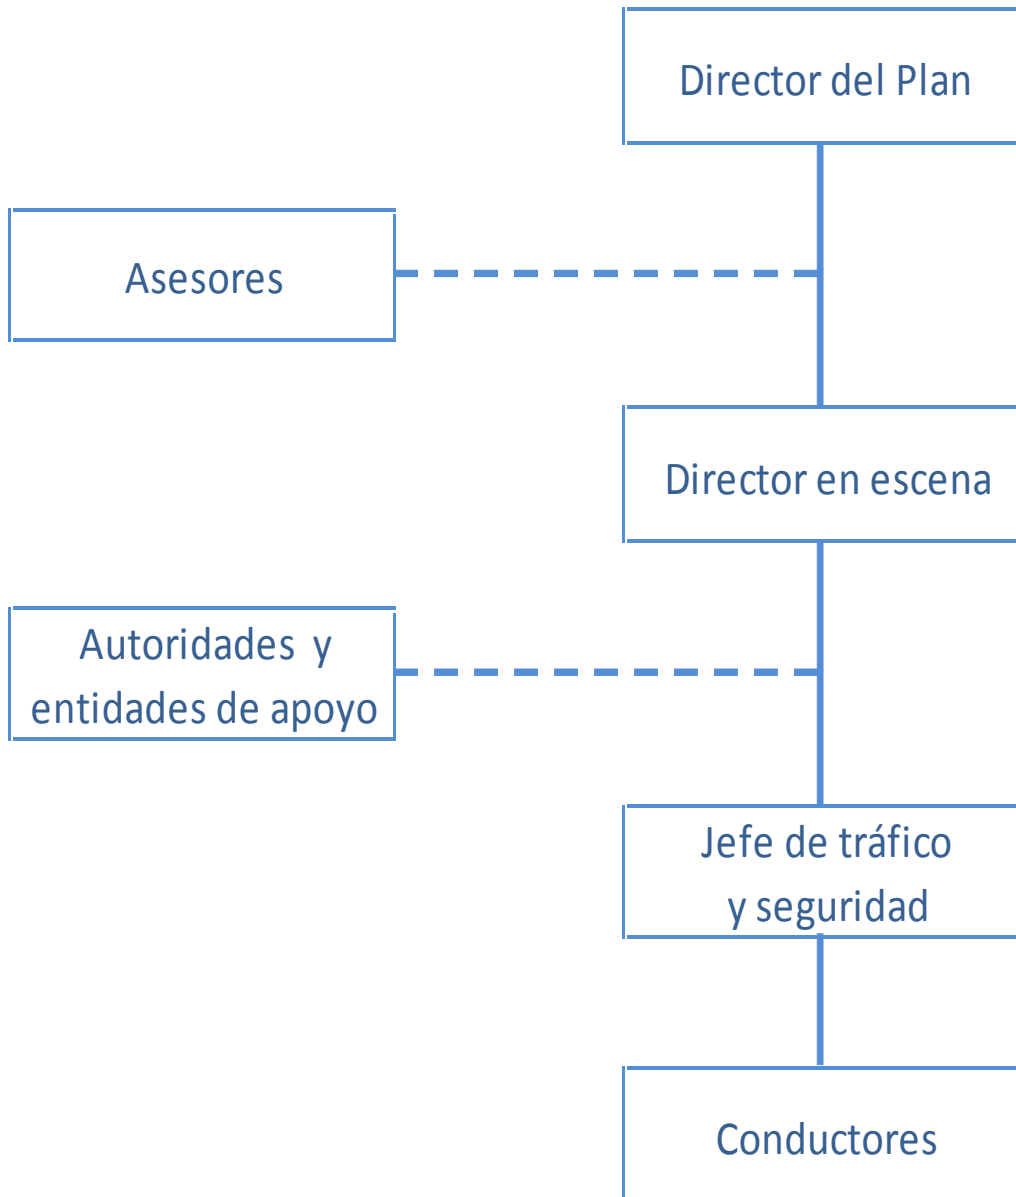 Director del Plan
Asesores
Director en escena
Autoridades y
entidades de apoyo
Jefe de tráfico
y seguridad
Conductores